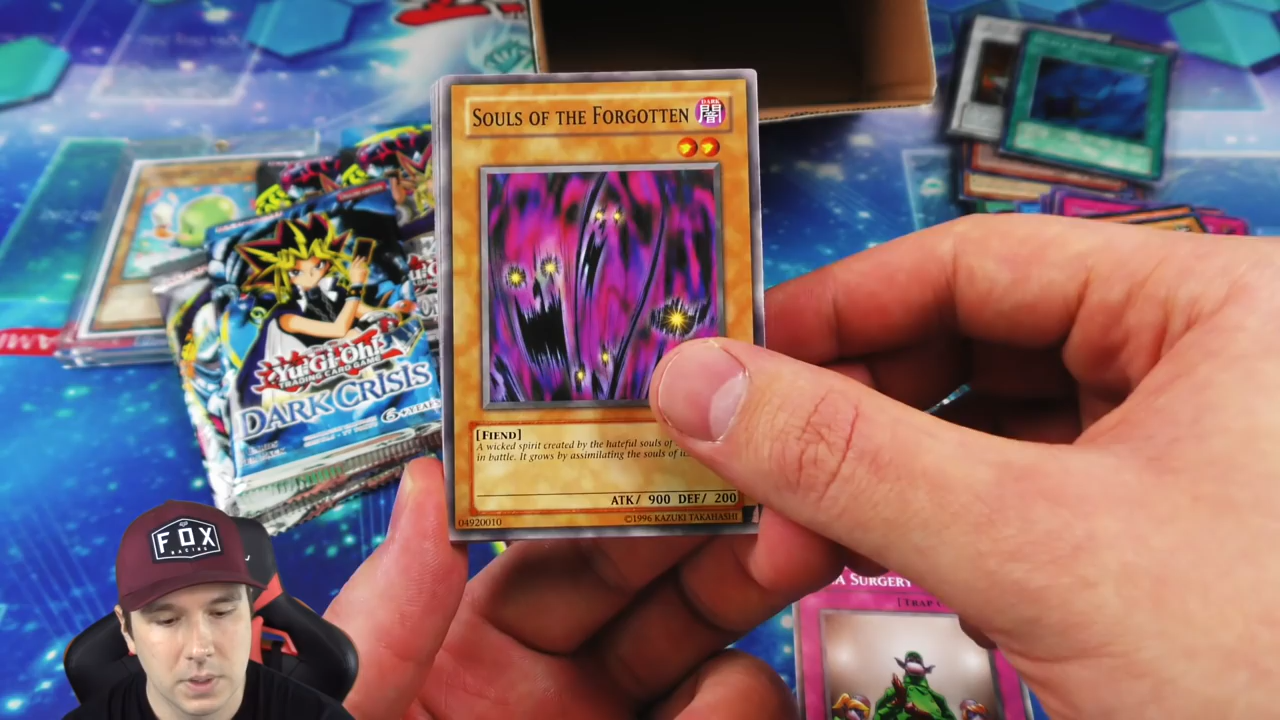 SOULS OF THE FORGOTTEN
DARK
闇
[FIEND]
A wicked spirit created by the hateful souls of
in battle. It grows by assimilating the souls of
ATK/ 900 DEF/ 200
04920010
©1996 KAZUKI TAKAHASHI
Yu-Gi-Oh!
TRADING CARD GAME
DARK CRISIS
FOX
RACING
SURGERY
[TRAP